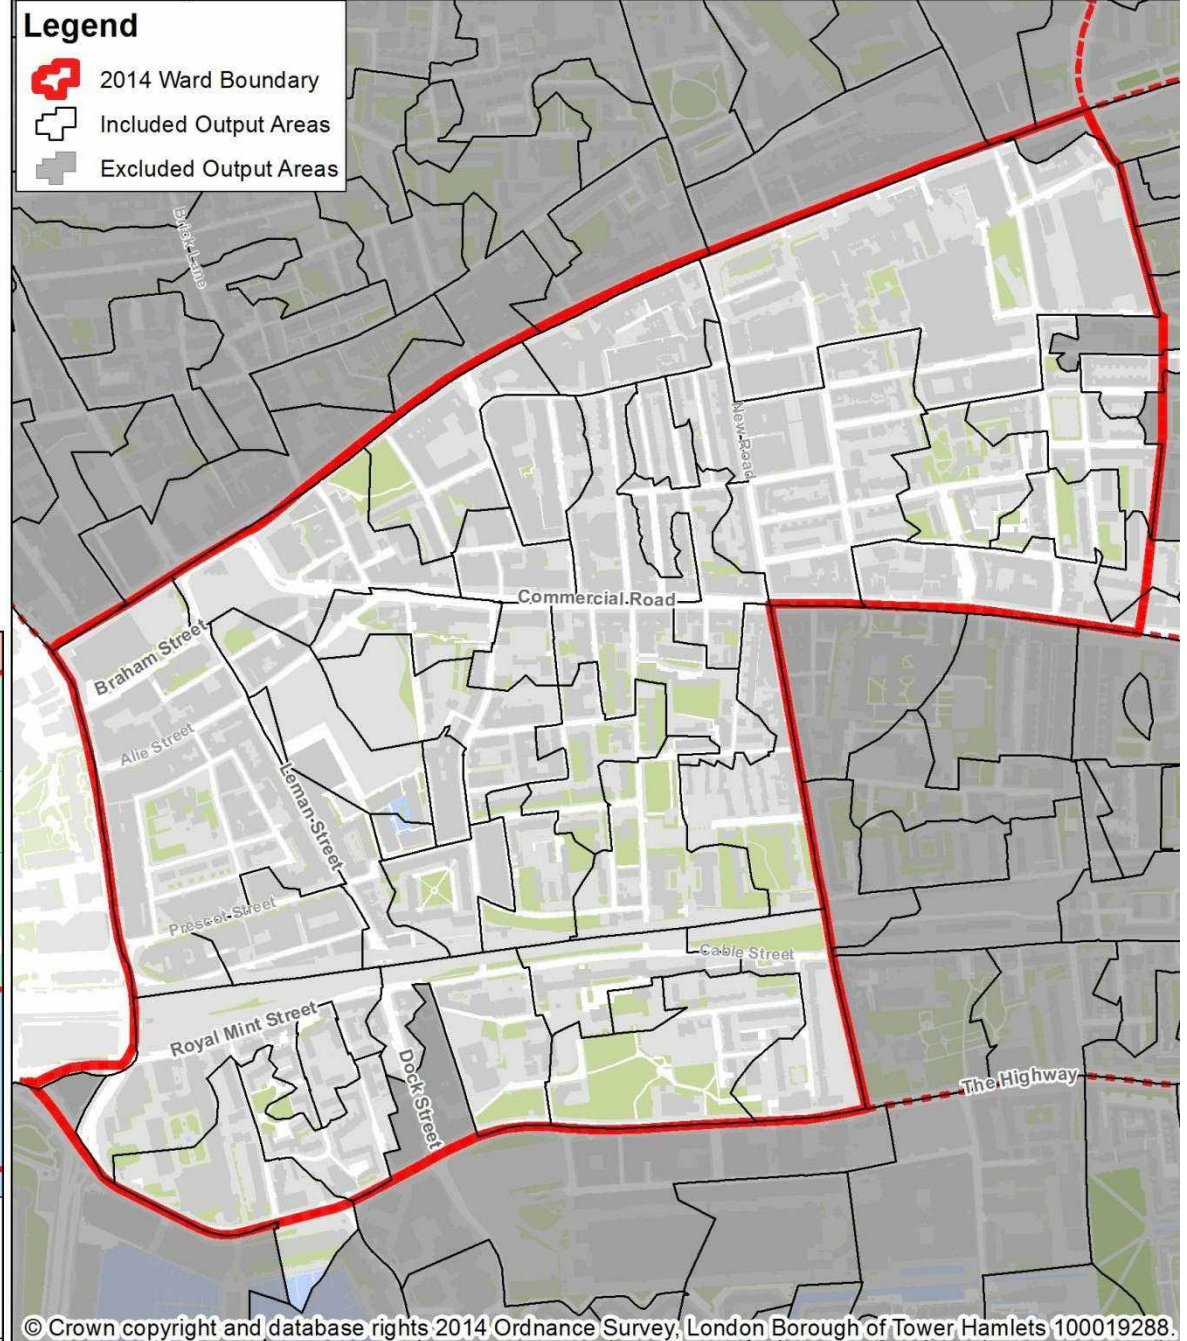 Legend
2014 Ward Boundary
Included Output Areas
Excluded Output Areas
Brick Lane
New Road
Commercial Road
Braham Street
Alie Street
Leman Street
Prescot Street
Cable Street
Royal Mint Street
Dock Street
The Highway
© Crown copyright and database rights 2014 Ordnance Survey, London Borough of Tower Hamlets 100019288.